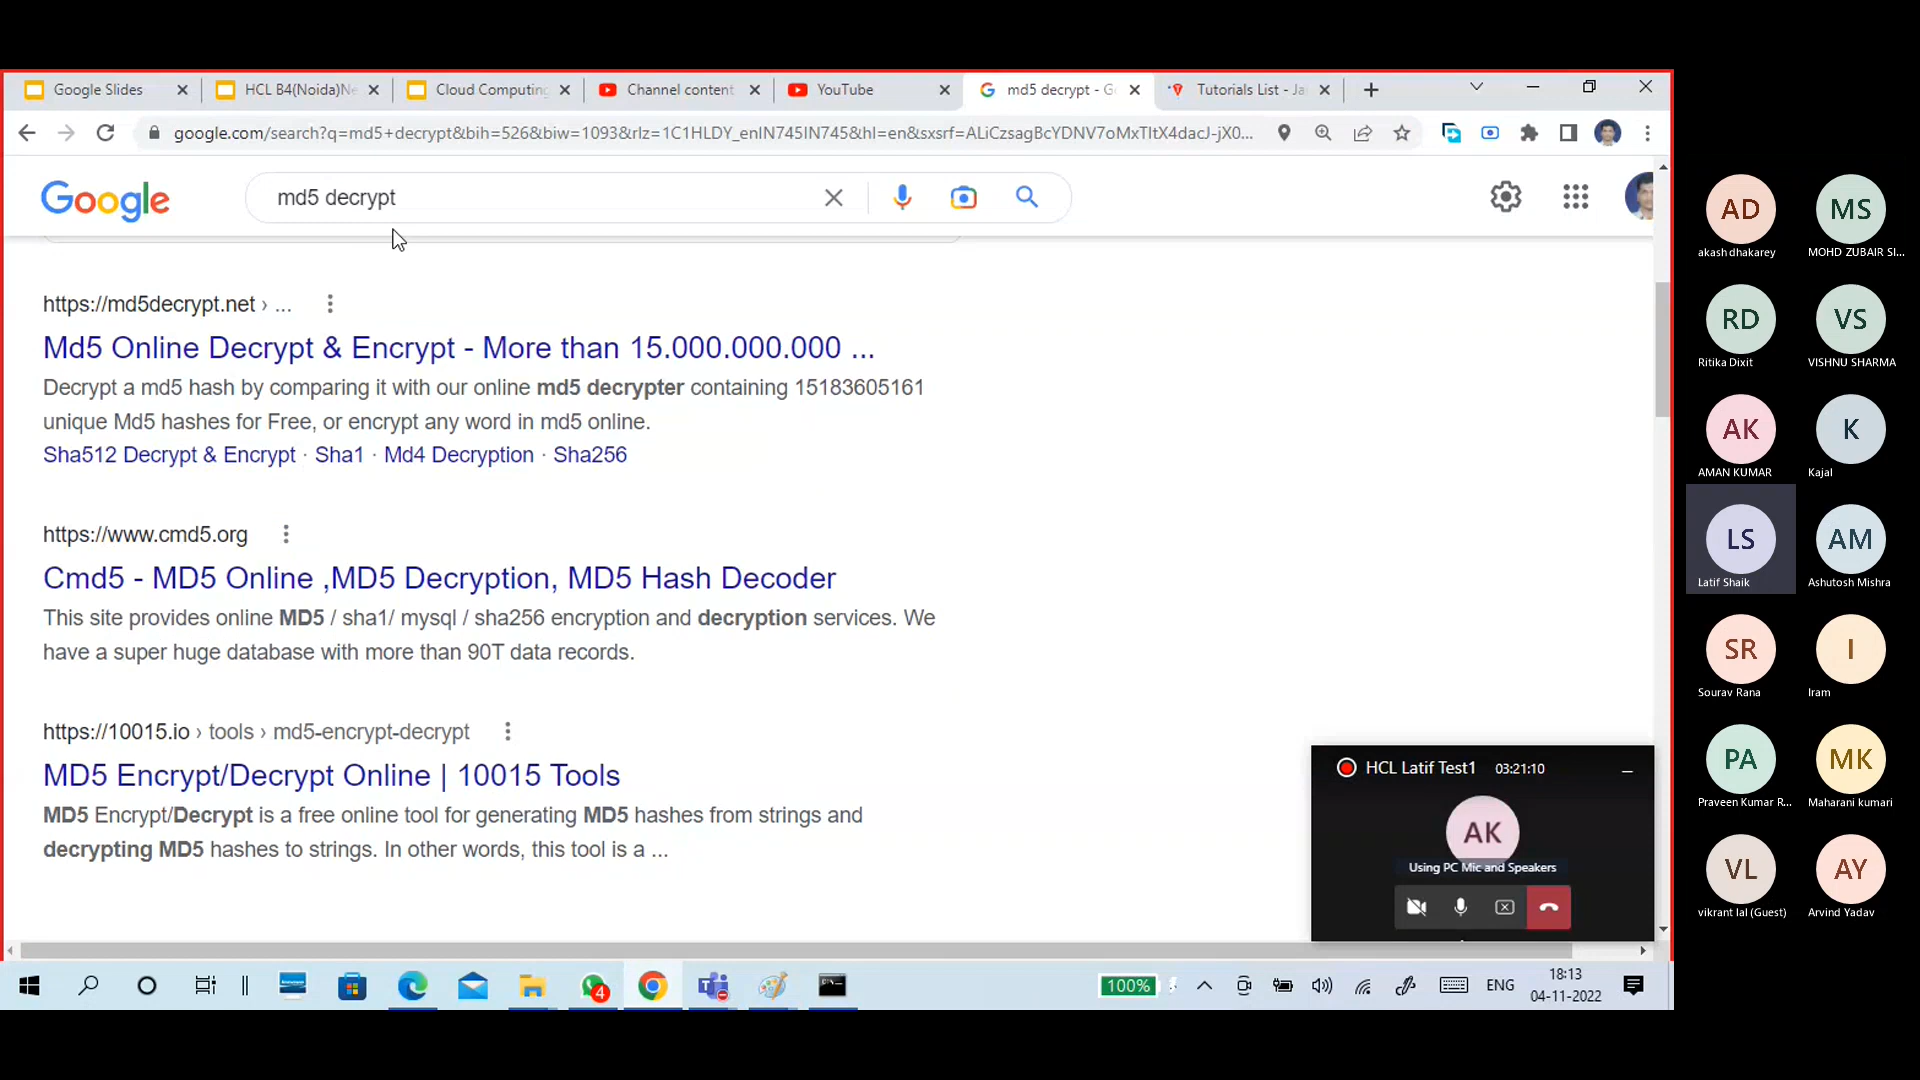 Google Slides
HCL B4(Noida)Ne
Cloud Computing
Channel content
YouTube
md5 decrypt - G
Tutorials List - Ja
google.com/search?q=md5+decrypt&bih=526&biw=1093&rlz=1C1HLDY_enIN745IN745&hl=en&sxsrf=ALiCzsagBcYDNV7oMxTltX4dacJ-jX0...
Google
md5 decrypt
https://md5decrypt.net › ...
Md5 Online Decrypt & Encrypt - More than 15.000.000.000 ...
Decrypt a md5 hash by comparing it with our online md5 decrypter containing 15183605161
unique Md5 hashes for Free, or encrypt any word in md5 online.
Sha512 Decrypt & Encrypt · Sha1 · Md4 Decryption · Sha256
https://www.cmd5.org
Cmd5 - MD5 Online ,MD5 Decryption, MD5 Hash Decoder
This site provides online MD5 / sha1/ mysql / sha256 encryption and decryption services. We
have a super huge database with more than 90T data records.
https://10015.io › tools › md5-encrypt-decrypt
MD5 Encrypt/Decrypt Online | 10015 Tools
MD5 Encrypt/Decrypt is a free online tool for generating MD5 hashes from strings and
decrypting MD5 hashes to strings. In other words, this tool is a ...
HCL Latif Test1 03:21:10
AK
Using PC Mic and Speakers
4
100%
ENG
18:13
04-11-2022
AD
akash dhakarey
MS
MOHD ZUBAIR SI...
RD
Ritika Dixit
VS
VISHNU SHARMA
AK
AMAN KUMAR
K
Kajal
LS
Latif Shaik
AM
Ashutosh Mishra
SR
Sourav Rana
I
Iram
PA
Praveen Kumar R...
MK
Maharani kumari
VL
vikrant lal (Guest)
AY
Arvind Yadav